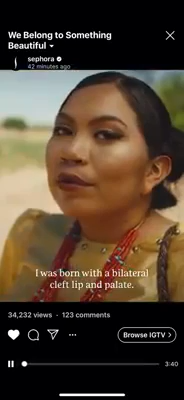 We Belong to Something
Beautiful
sephora
42 minutes ago
I was born with a bilateral
cleft lip and palate.
34,232 views · 123 comments
Browse IGTV
3:40